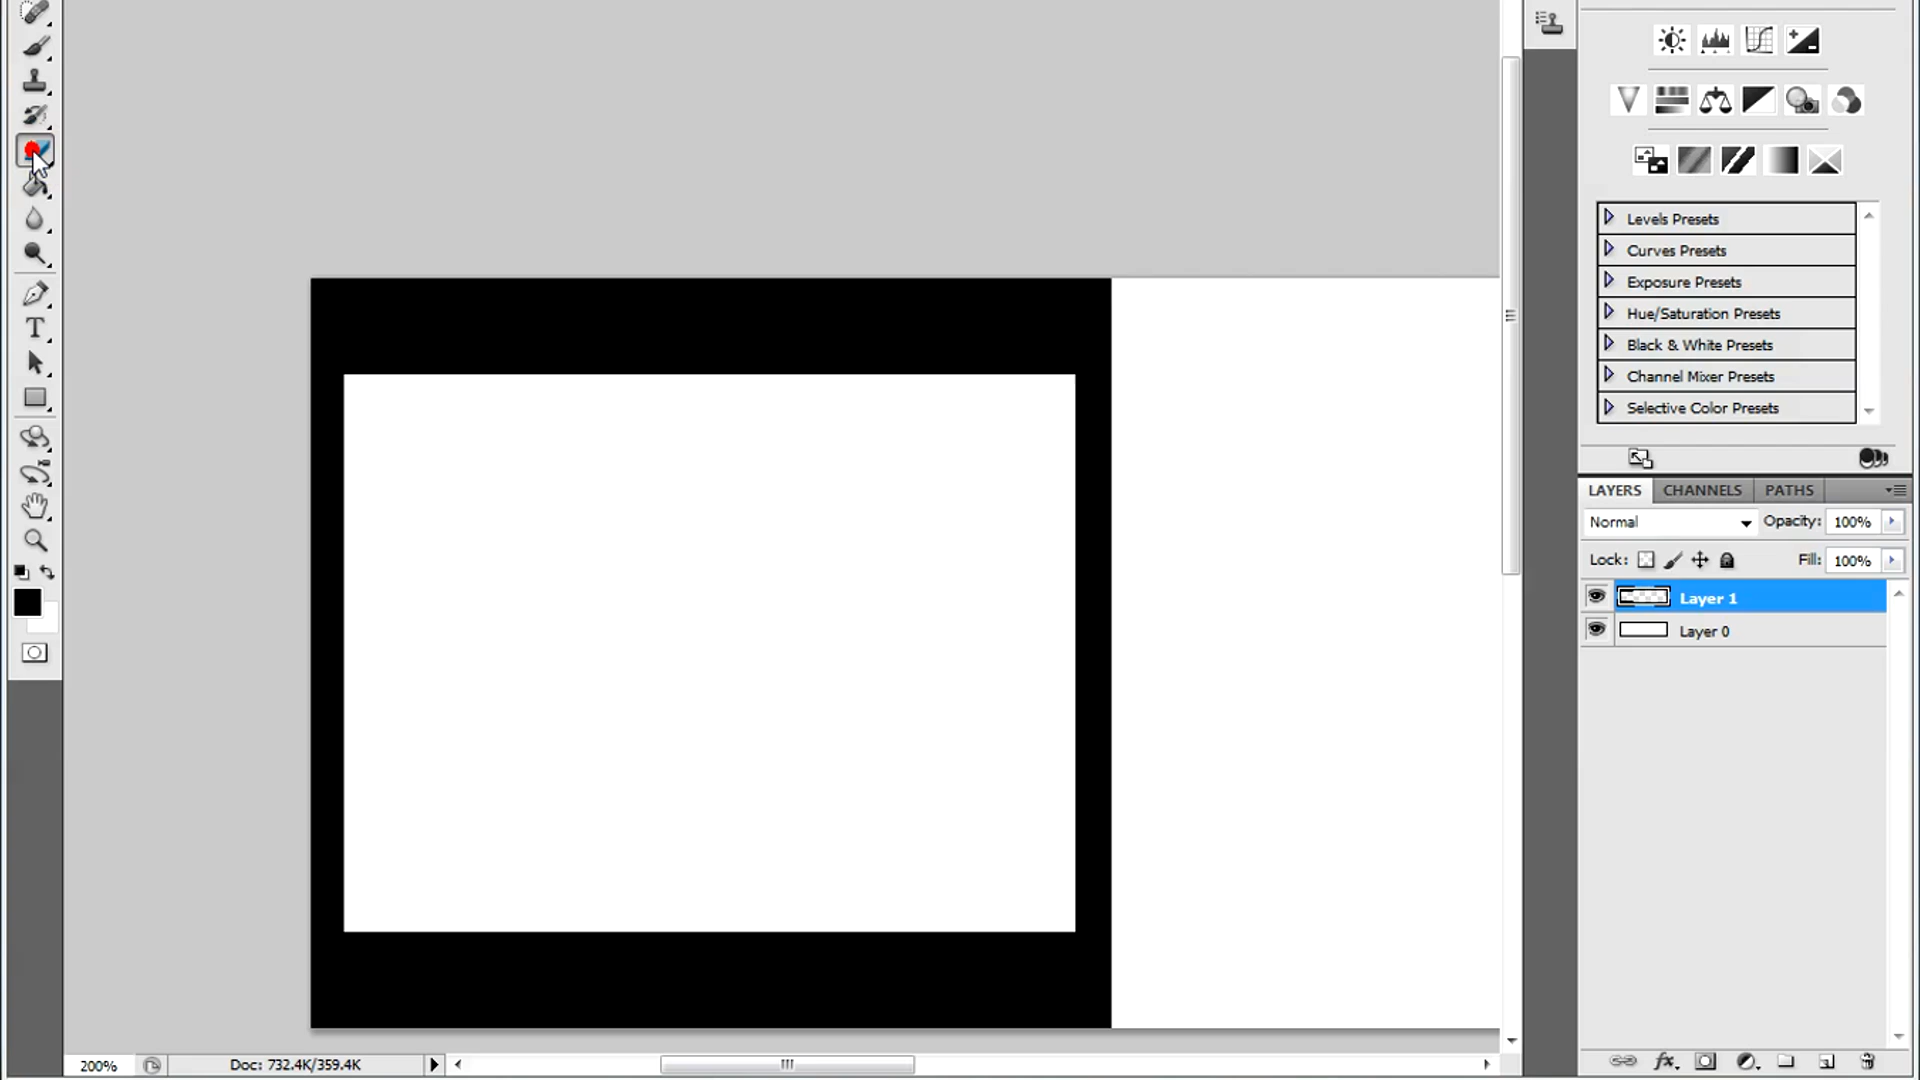 Levels Presets
Curves Presets
Exposure Presets
Hue/Saturation Presets
Black & White Presets
Channel Mixer Presets
Selective Color Presets
LAYERS CHANNELS PATHS
Normal Opacity: 100%
Lock: Fill: 100%
Layer 1
Layer 0
200% Doc: 732.4K/359.4K